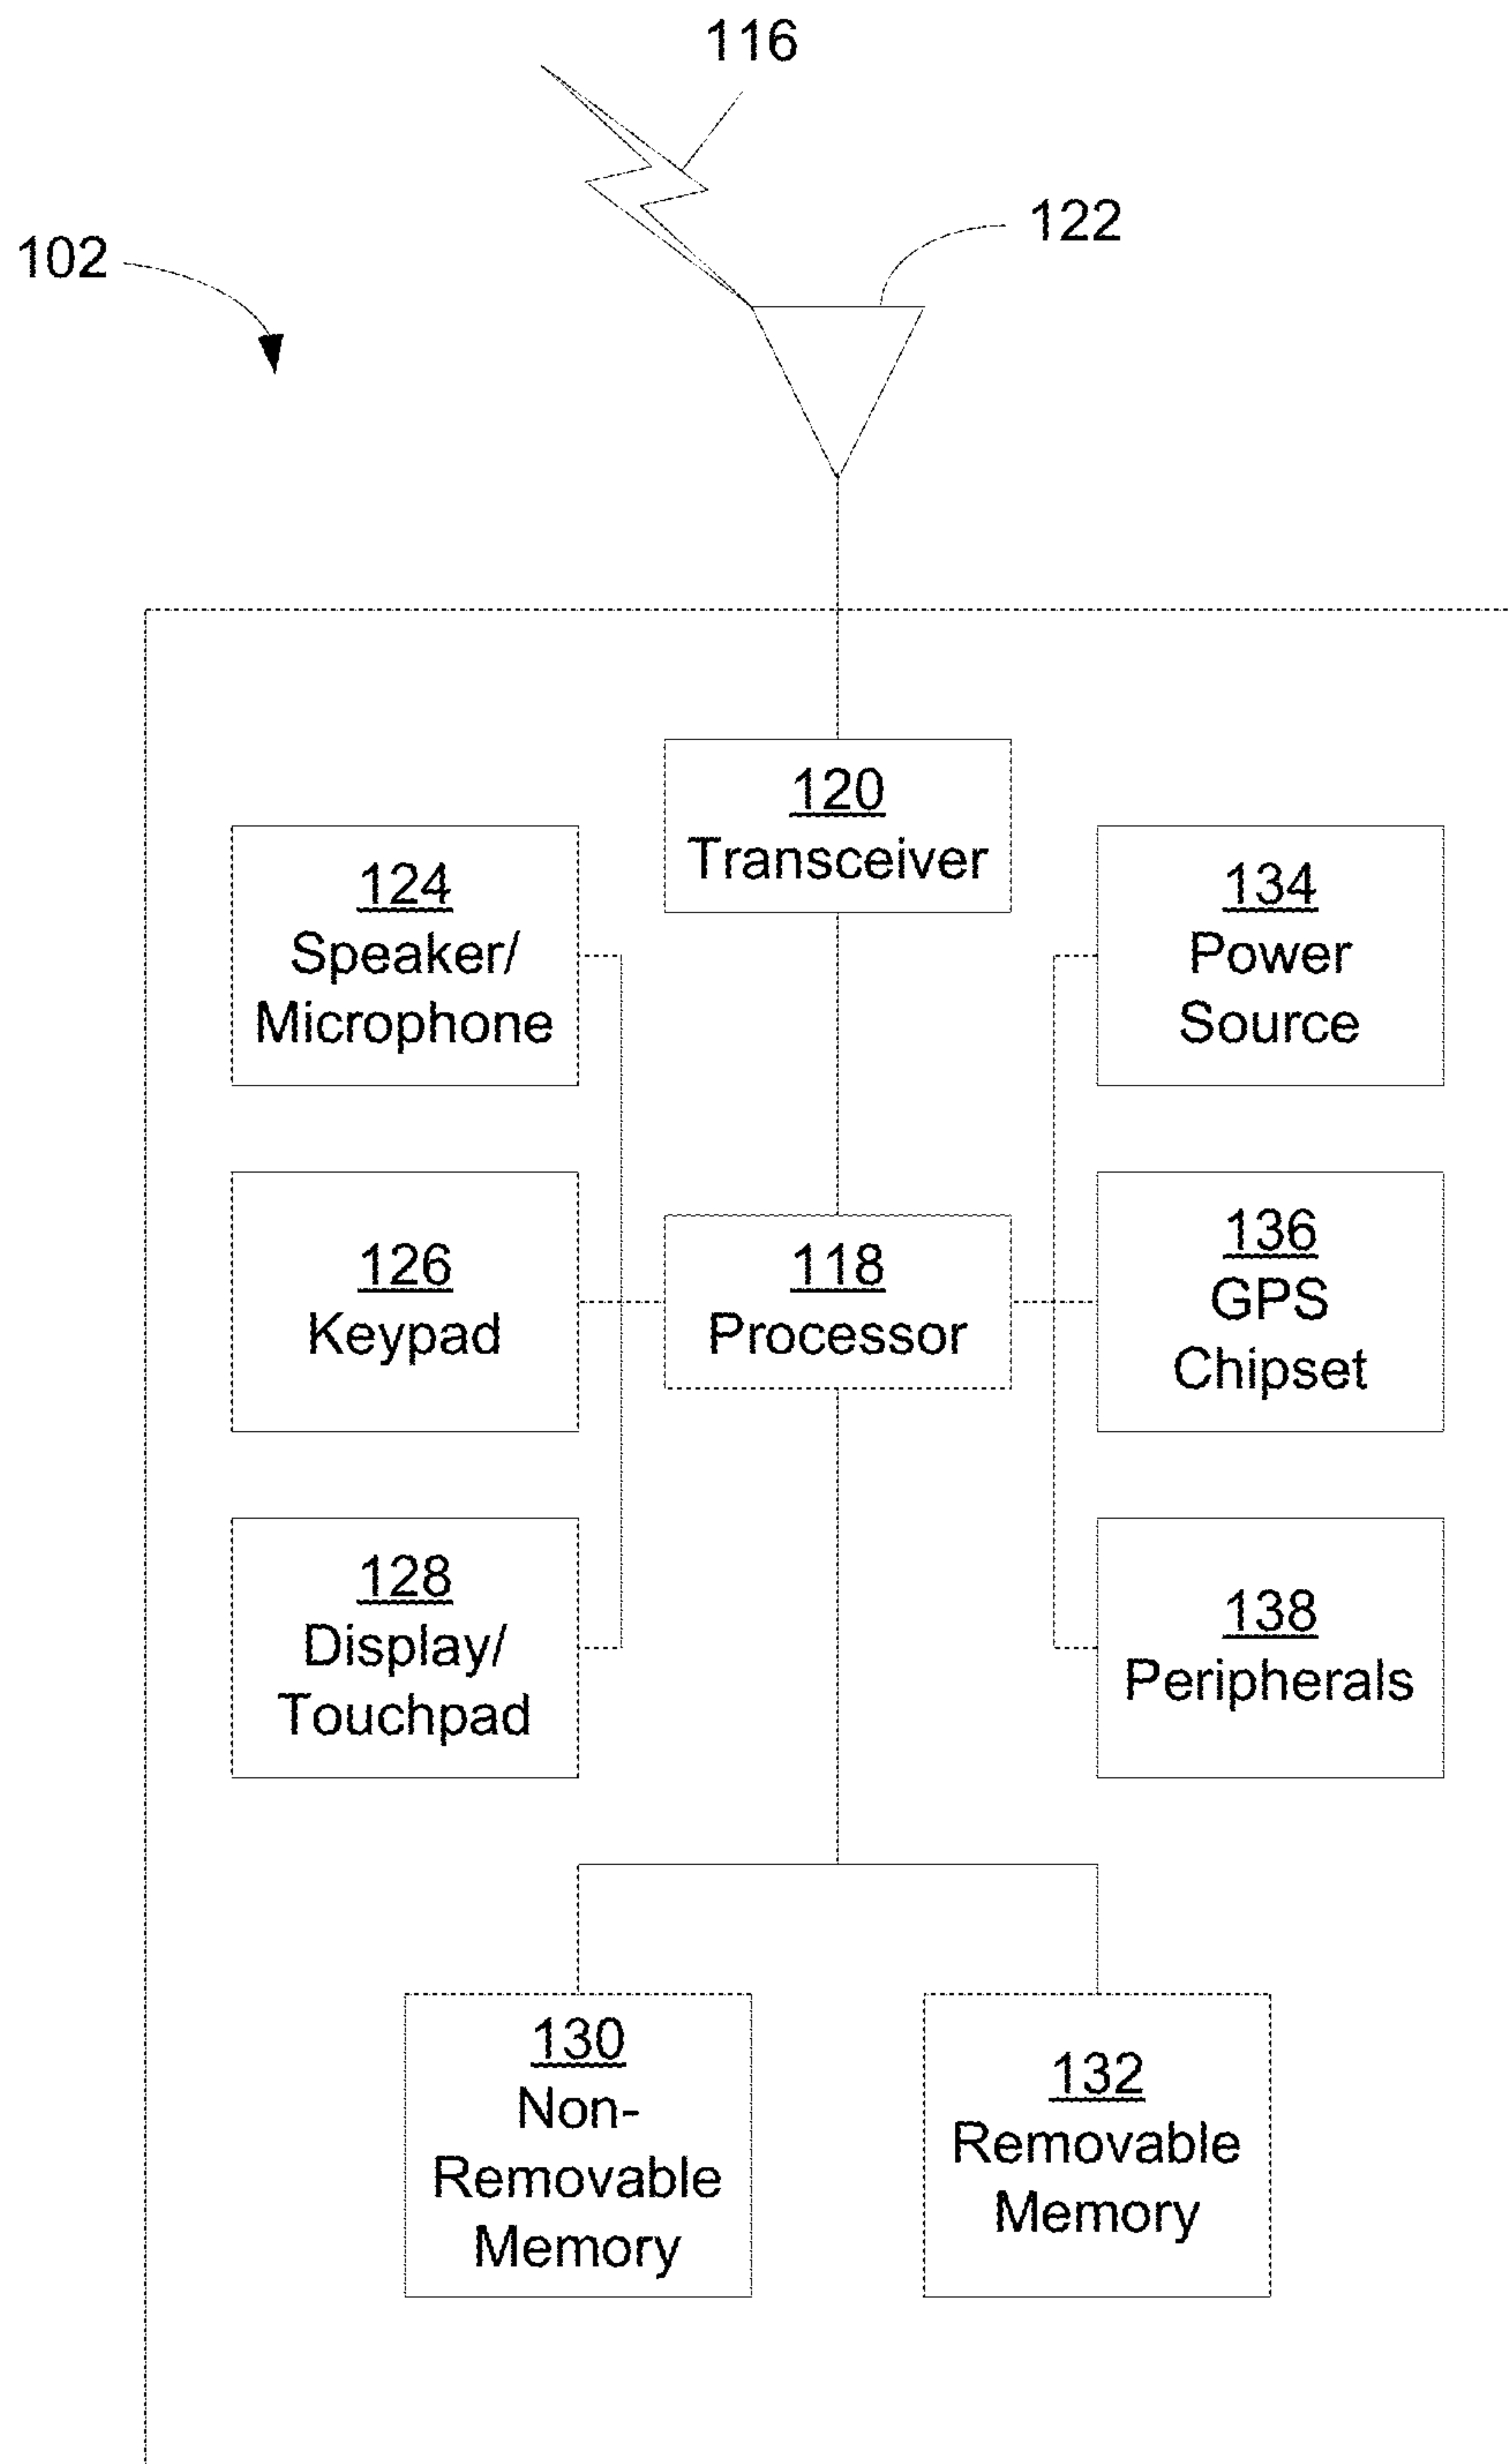 116
122
102
120
Transceiver
124
Speaker/
Microphone
134
Power
Source
126
Keypad
118
Processor
136
GPS
Chipset
128
Display/
Touchpad
138
Peripherals
130
Non-
Removable
Memory
132
Removable
Memory